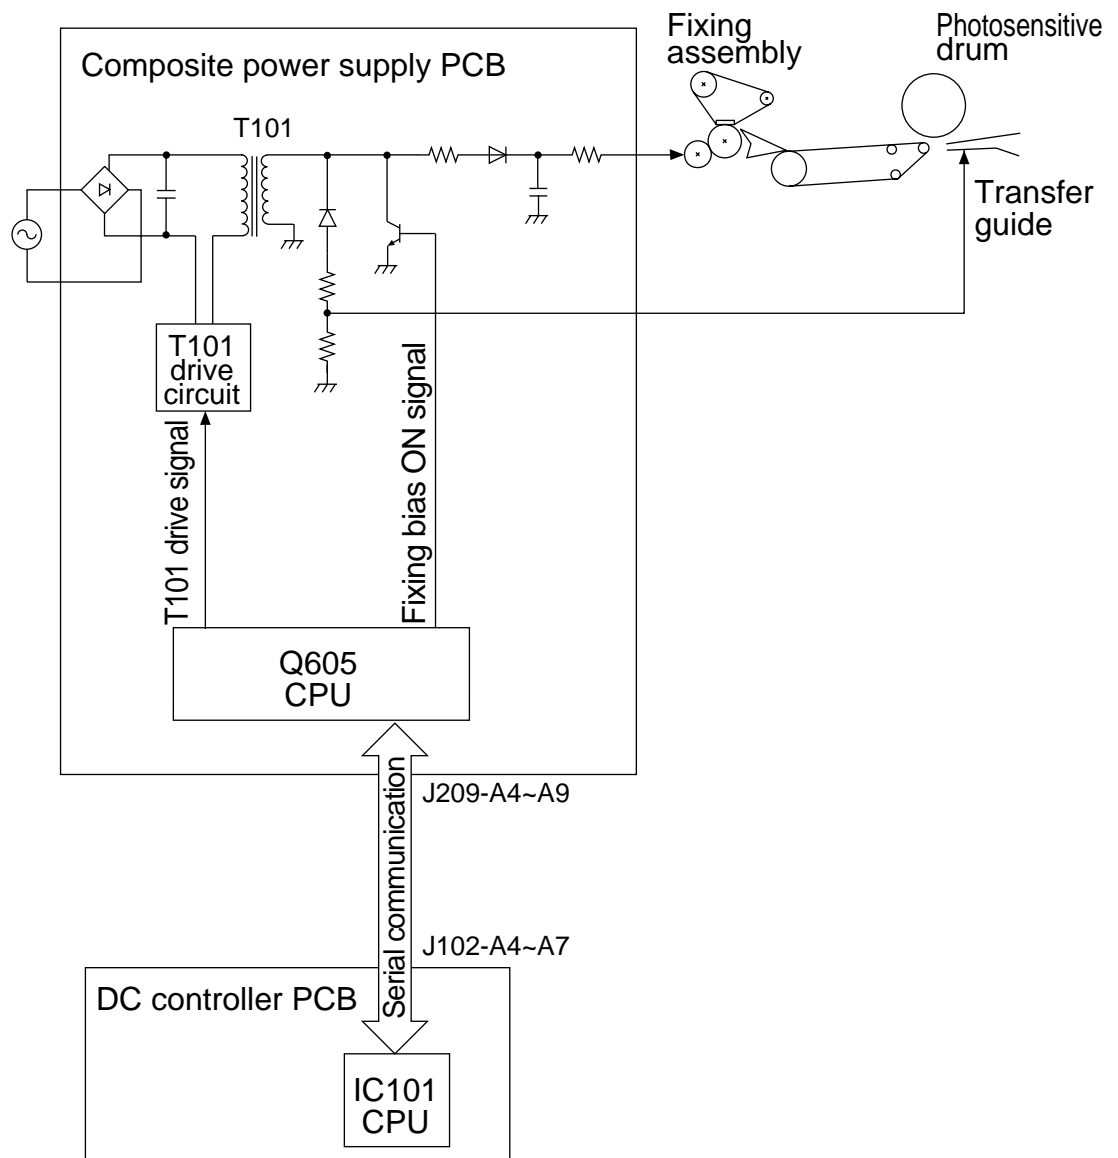 Fixing
assembly
Photosensitive
drum
Composite power supply PCB
T101
Transfer
guide
T101
drive
circuit
T101 drive signal
Fixing bias ON signal
Q605
CPU
J209-A4~A9
Serial communication
J102-A4~A7
DC controller PCB
IC101
CPU